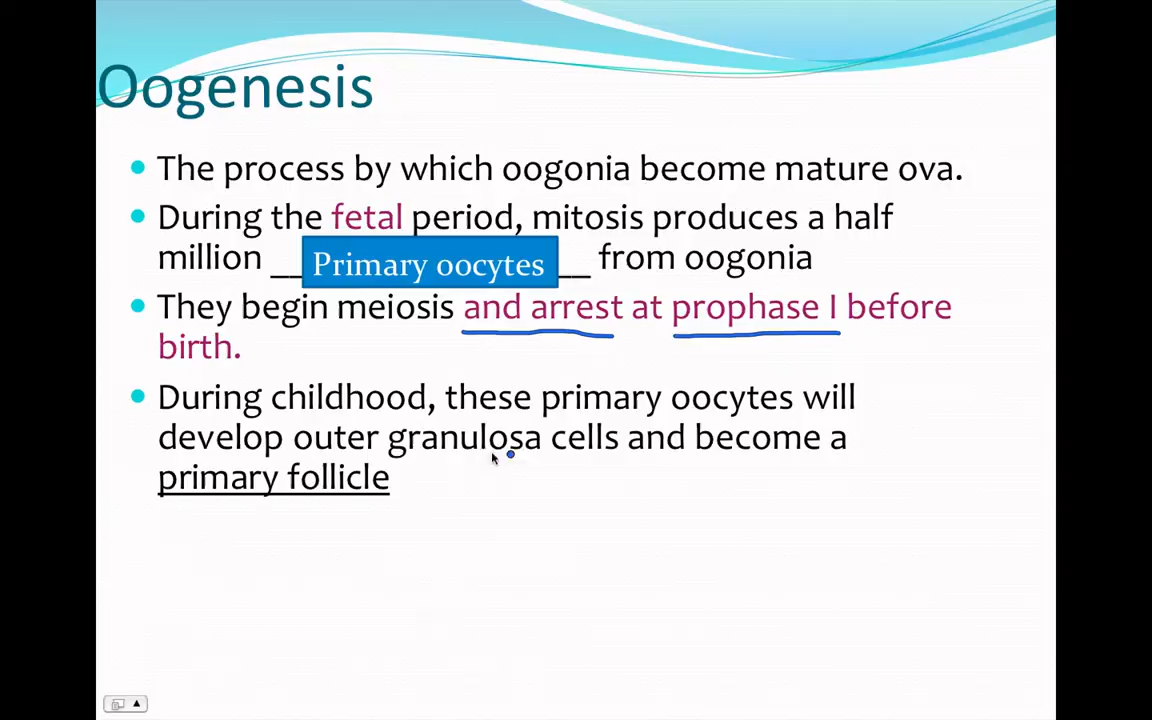 Oogenesis
• The process by which oogonia become mature ova.
• During the fetal period, mitosis produces a half
million __ Primary oocytes __ from oogonia
• They begin meiosis and arrest at prophase I before
birth.
• During childhood, these primary oocytes will
develop outer granulosa cells and become a
primary follicle